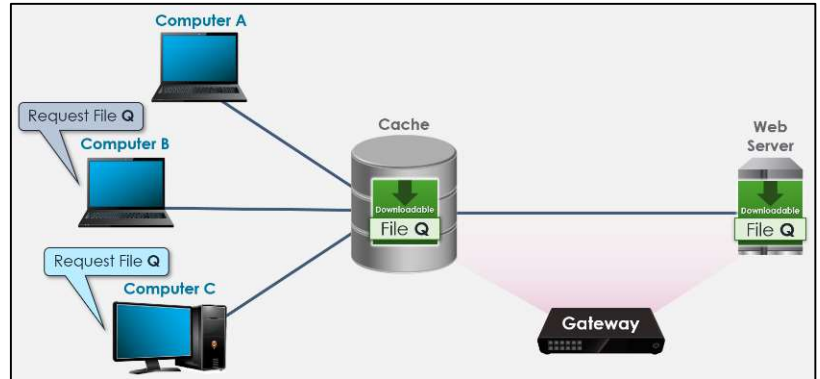 Computer A
Request File Q
Computer B
Request File Q
Computer C
Cache
Downloadable
File Q
Web
Server
Downloadable
File Q
Gateway